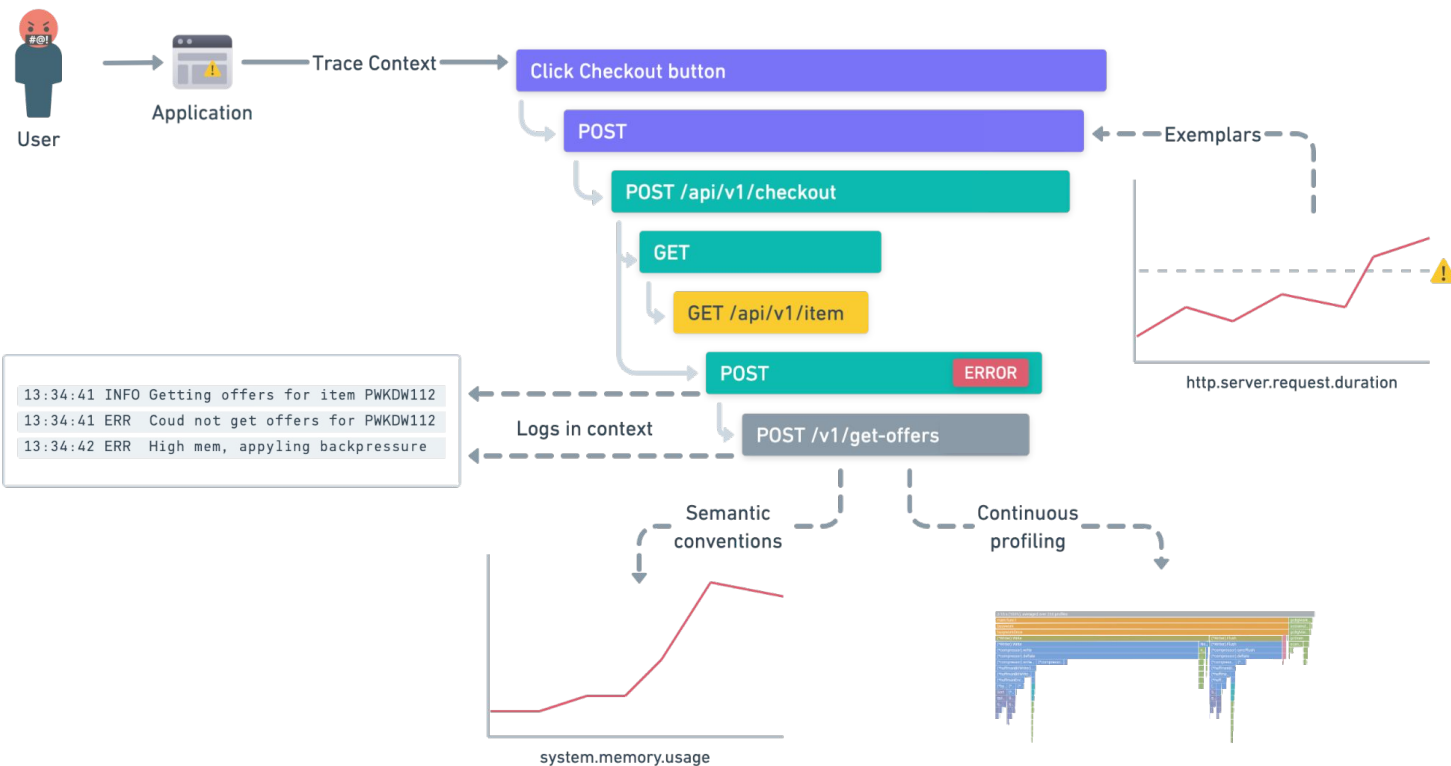 #@!
User
Application
Trace Context
Click Checkout button
POST
Exemplars
POST /api/v1/checkout
GET
GET /api/v1/item
POST
ERROR
http.server.request.duration
13:34:41 INFO Getting offers for item PWKDW112
13:34:41 ERR Coud not get offers for PWKDW112
13:34:42 ERR High mem, appyling backpressure
Logs in context
POST /v1/get-offers
Semantic
conventions
Continuous
profiling
system.memory.usage